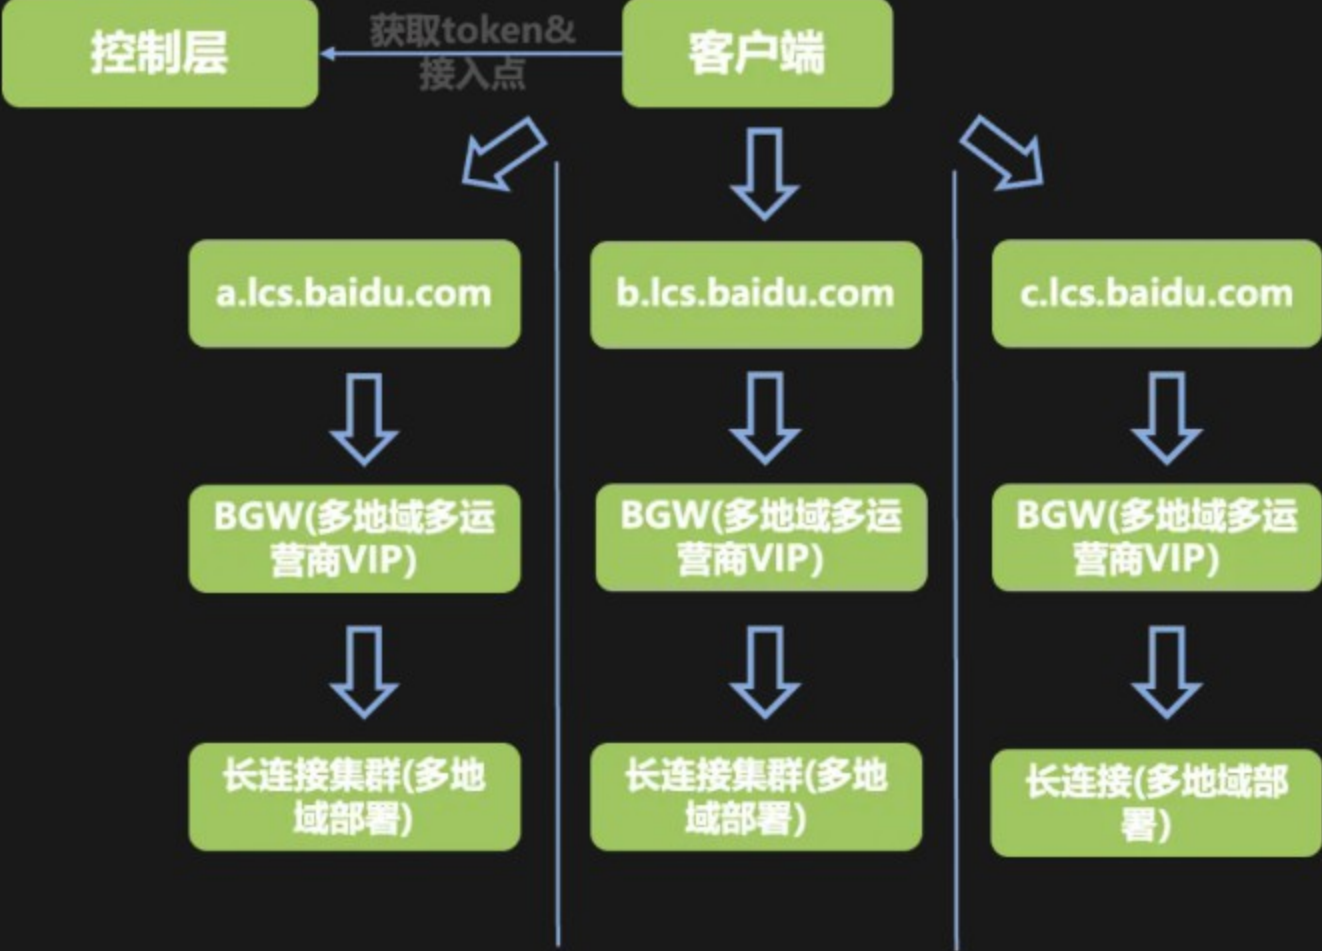 控制层
获取token&
接入点
客户端
a.lcs.baidu.com
b.lcs.baidu.com
c.lcs.baidu.com
BGW(多地域多运
营商VIP)
BGW(多地域多运
营商VIP)
BGW(多地域多运
营商VIP)
长连接集群(多地
域部署)
长连接集群(多地
域部署)
长连接(多地域部
署)